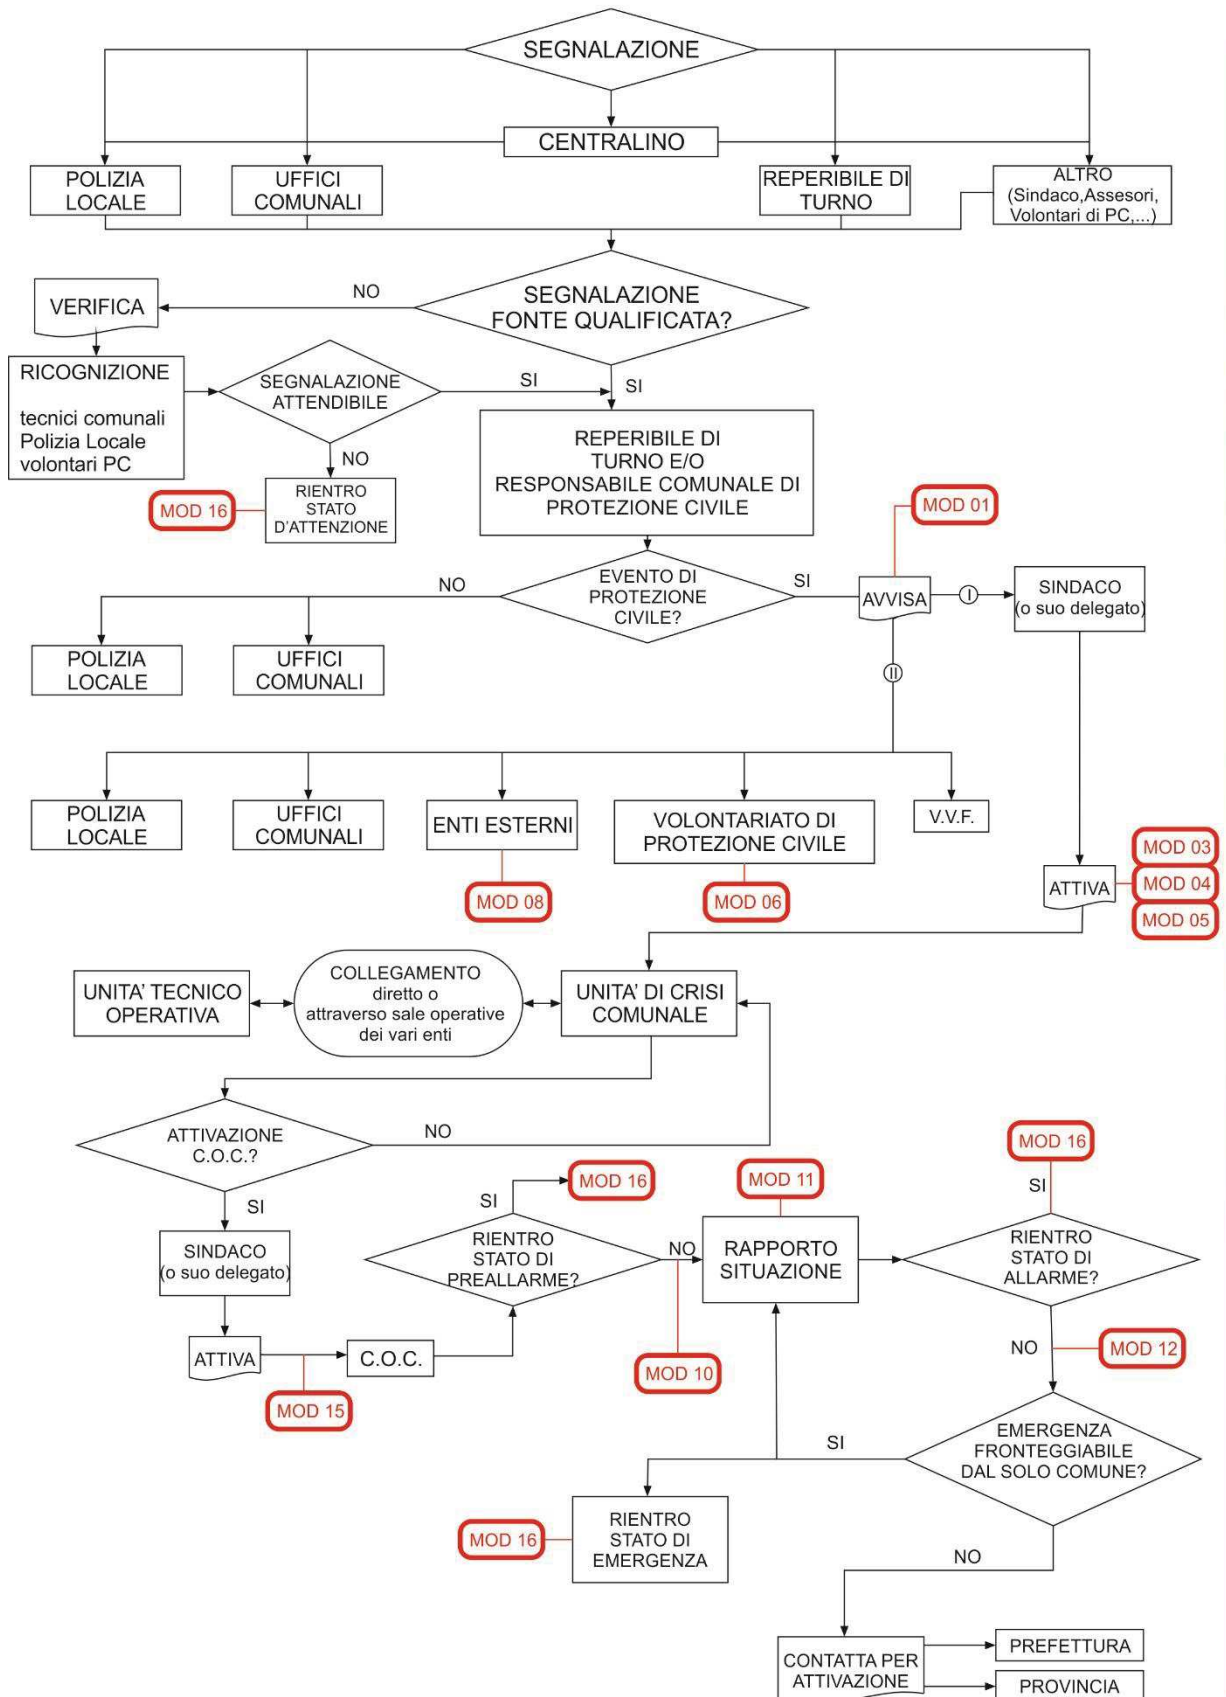 SEGNALAZIONE
CENTRALINO
POLIZIA
LOCALE
UFFICI
COMUNALI
REPERIBILE DI
TURNO
ALTRO
(Sindaco,Assesori,
Volontari di PC,...)
SEGNALAZIONE
FONTE QUALIFICATA?
NO
VERIFICA
RICOGNIZIONE
tecnici comunali
Polizia Locale
volontari PC
SEGNALAZIONE
ATTENDIBILE
SI
SI
NO
RIENTRO
STATO
D'ATTENZIONE
MOD 16
REPERIBILE DI
TURNO E/O
RESPONSABILE COMUNALE DI
PROTEZIONE CIVILE
MOD 01
EVENTO DI
PROTEZIONE
CIVILE?
NO
SI
AVVISA
I
SINDACO
(o suo delegato)
POLIZIA
LOCALE
UFFICI
COMUNALI
II
POLIZIA
LOCALE
UFFICI
COMUNALI
ENTI ESTERNI
VOLONTARIATO DI
PROTEZIONE CIVILE
V.V.F.
MOD 08
MOD 06
ATTIVA
MOD 03
MOD 04
MOD 05
UNITA' TECNICO
OPERATIVA
COLLEGAMENTO
diretto o
attraverso sale operative
dei vari enti
UNITA' DI CRISI
COMUNALE
ATTIVAZIONE
C.O.C.?
NO
SI
SINDACO
(o suo delegato)
ATTIVA
MOD 15
C.O.C.
RIENTRO
STATO DI
PREALLARME?
SI
MOD 16
NO
MOD 10
MOD 11
RAPPORTO
SITUAZIONE
MOD 16
SI
RIENTRO
STATO DI
ALLARME?
NO
MOD 12
EMERGENZA
FRONTEGGIABILE
DAL SOLO COMUNE?
SI
RIENTRO
STATO DI
EMERGENZA
MOD 16
NO
CONTATTA PER
ATTIVAZIONE
PREFETTURA
PROVINCIA